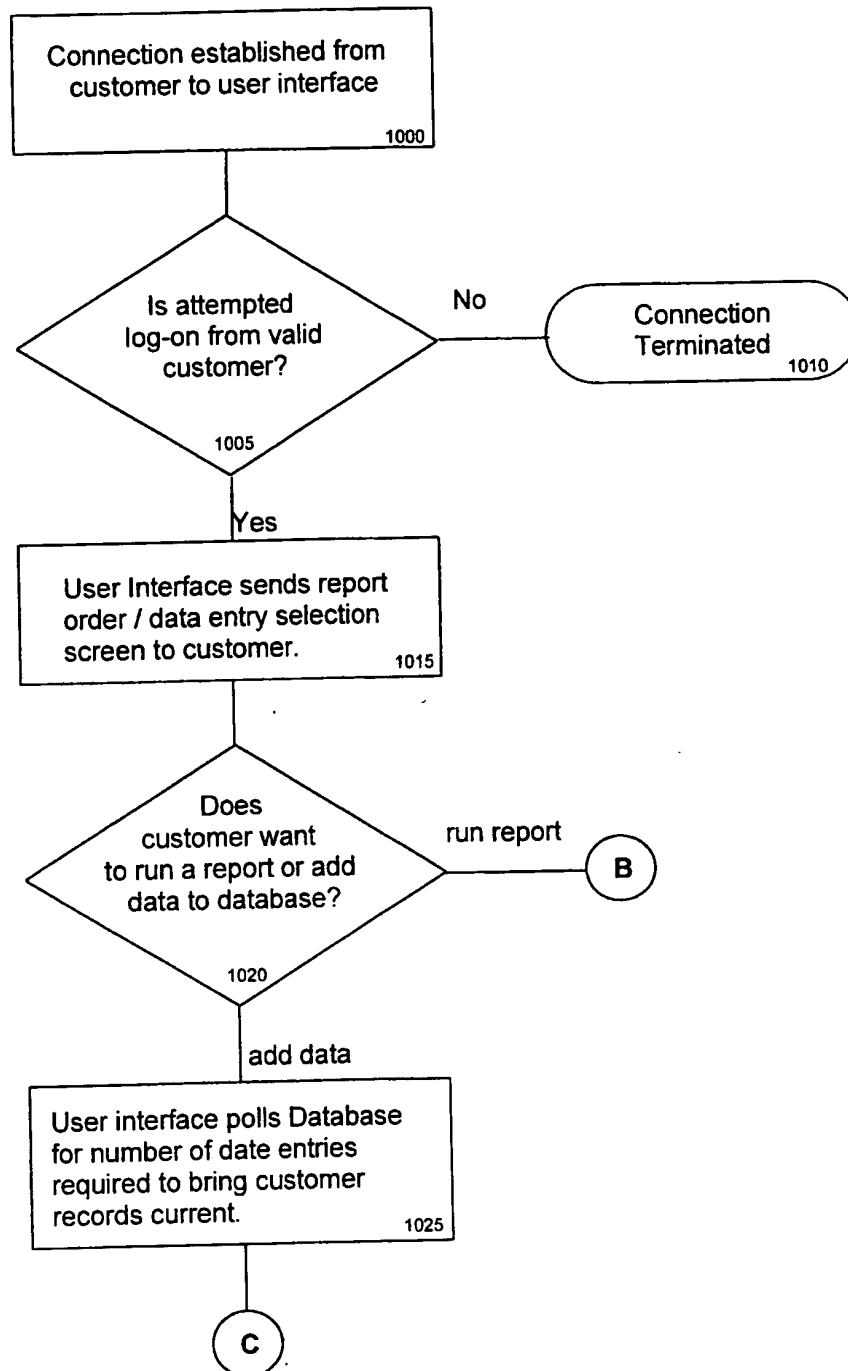 Connection established from
customer to user interface
1000
Is attempted
log-on from valid
customer?
1005
No
Connection
Terminated
1010
Yes
User Interface sends report
order / data entry selection
screen to customer.
1015
Does
customer want
to run a report or add
data to database?
1020
run report
B
add data
User interface polls Database
for number of date entries
required to bring customer
records current.
1025
C